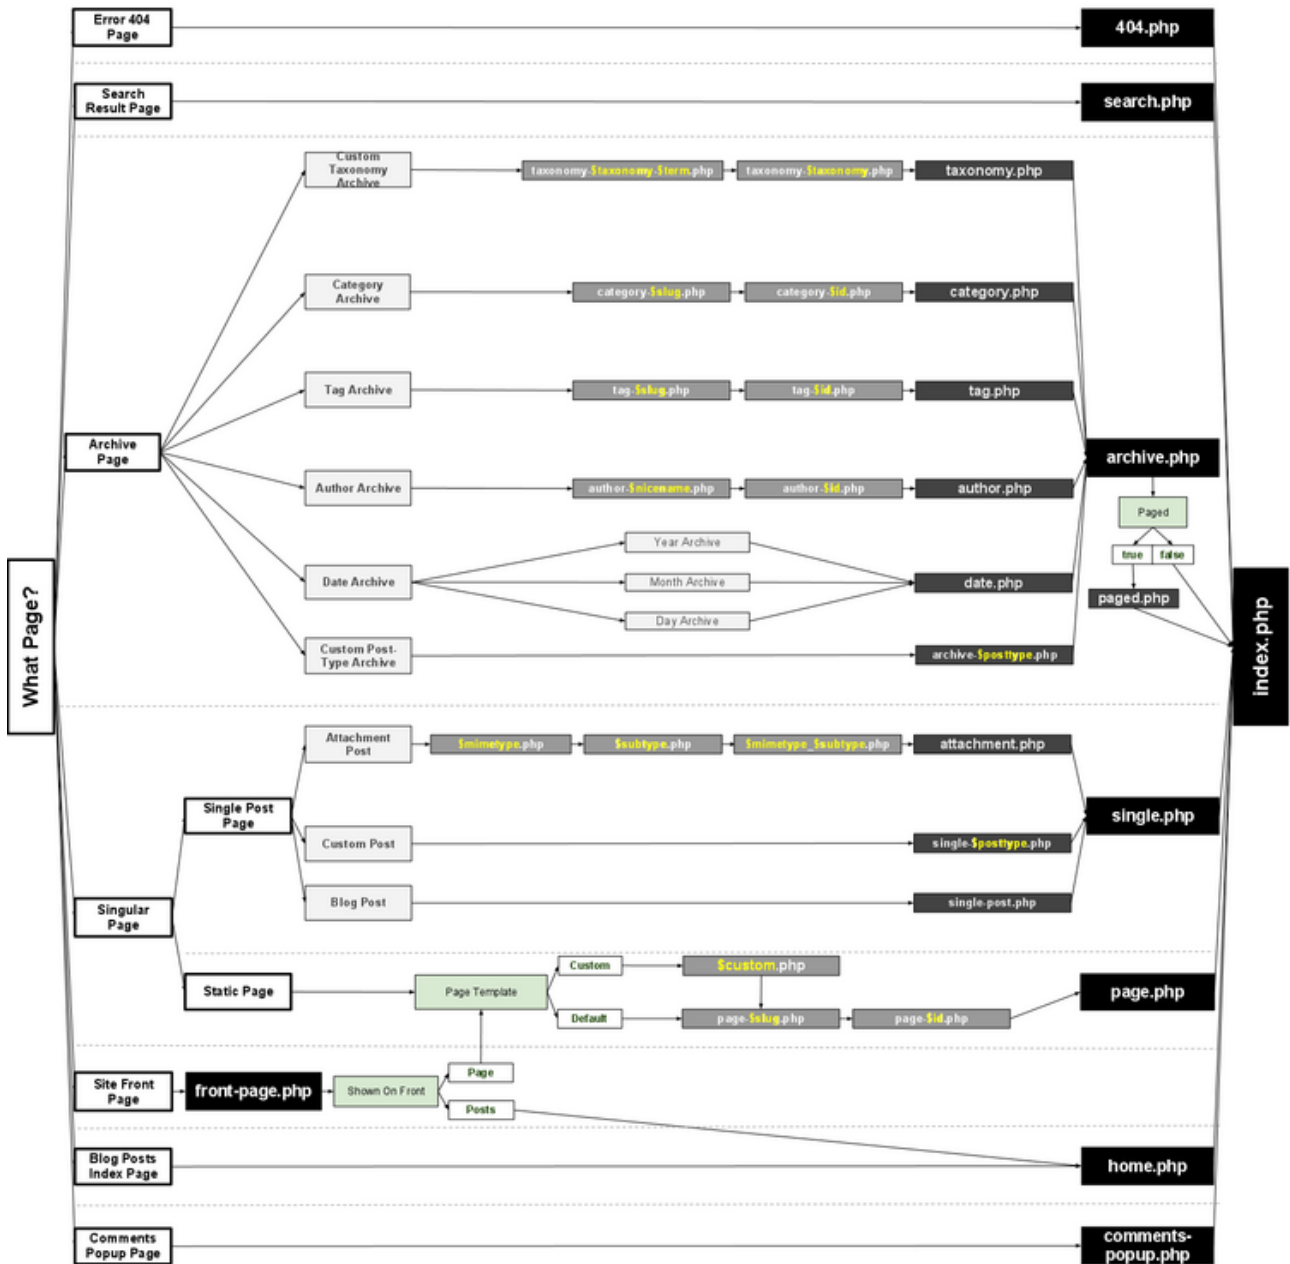 Error 404
Page
404.php
Search
Result Page
search.php
Custom
Taxonomy
Archive
taxonomy-$taxonomy-$term.php
taxonomy-$taxonomy.php
taxonomy.php
Category
Archive
category-$slug.php
category-$id.php
category.php
Tag Archive
tag-$slug.php
tag-$id.php
tag.php
Archive
Page
archive.php
Author Archive
author-$nicename.php
author-$id.php
author.php
Paged
true
false
Year Archive
Date Archive
Month Archive
date.php
paged.php
Day Archive
What Page?
index.php
Custom Post-
Type Archive
archive-$posttype.php
Attachment
Post
$mimetype.php
$subtype.php
$mimetype_$subtype.php
attachment.php
Single Post
Page
single.php
Custom Post
single-$posttype.php
Blog Post
single-post.php
Singular
Page
Custom
$custom.php
Static Page
Page Template
page.php
Default
page-$slug.php
page-$id.php
Site Front
Page
front-page.php
Shown On Front
Page
Posts
Blog Posts
Index Page
home.php
Comments
Popup Page
comments-
popup.php